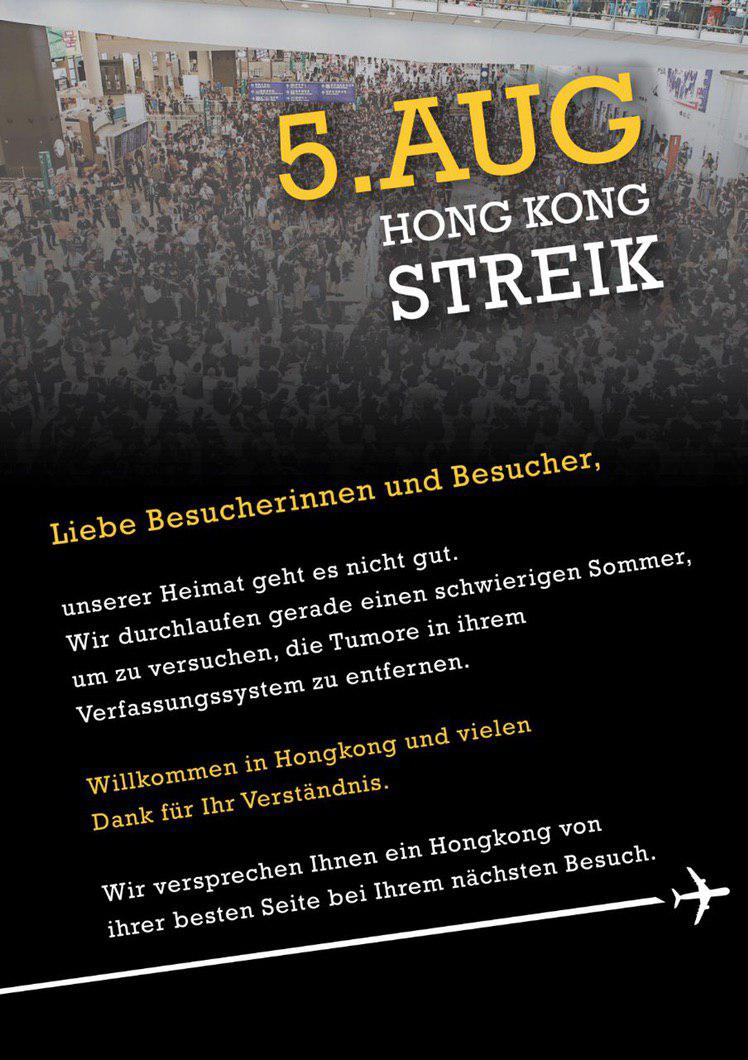 5.AUG
HONG KONG
STREIK
Liebe Besucherinnen und Besucher,
unserer Heimat geht es nicht gut.
Wir durchlaufen gerade einen schwierigen Sommer,
um zu versuchen, die Tumore in ihrem
Verfassungssystem zu entfernen.
Willkommen in Hongkong und vielen
Dank für Ihr Verständnis.
Wir versprechen Ihnen ein Hongkong von
ihrer besten Seite bei Ihrem nächsten Besuch.